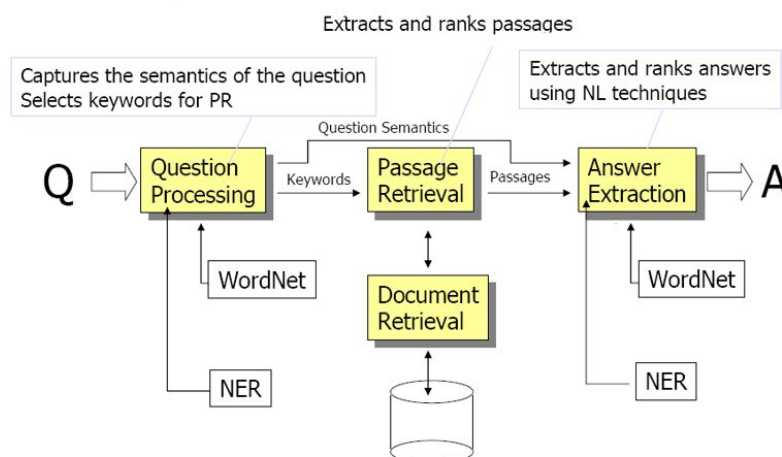 Extracts and ranks passages
Captures the semantics of the question
Selects keywords for PR
Extracts and ranks answers
using NL techniques
Question Semantics
Q
Question
Processing
Keywords
Passage
Retrieval
Passages
Answer
Extraction
A
WordNet
Document
Retrieval
WordNet
NER
NER